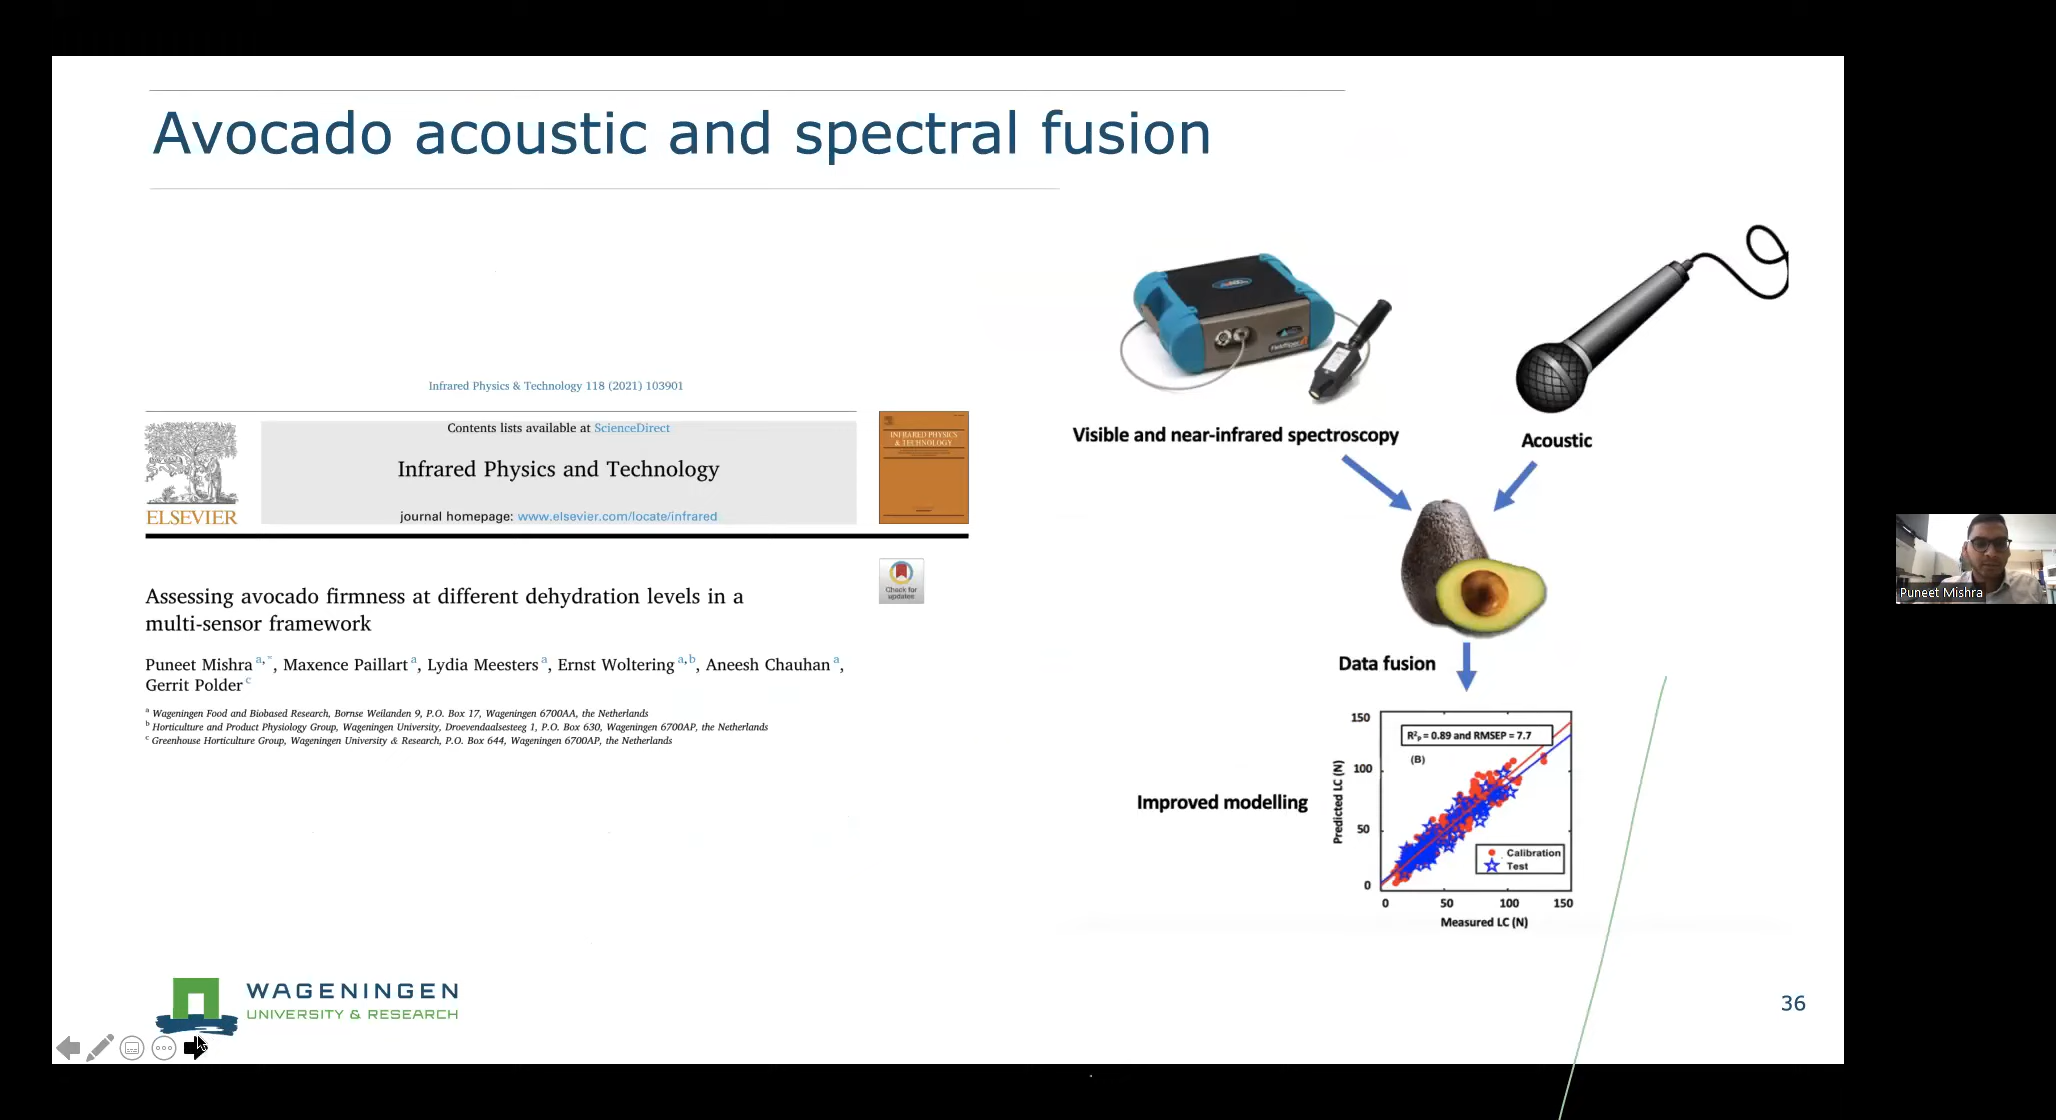 Avocado acoustic and spectral fusion
Infrared Physics & Technology 118 (2021) 103901
Contents lists available at ScienceDirect
Infrared Physics and Technology
journal homepage: www.elsevier.com/locate/infrared
ELSEVIER
INFRARED PHYSICS
& TECHNOLOGY
Check for
updates
Assessing avocado firmness at different dehydration levels in a
multi-sensor framework
Puneet Mishra a,*, Maxence Paillart a, Lydia Meesters a, Ernst Woltering a,b, Aneesh Chauhan a,
Gerrit Polder c
a Wageningen Food and Biobased Research, Bornse Weilanden 9, P.O. Box 17, Wageningen 6700AA, the Netherlands
b Horticulture and Product Physiology Group, Wageningen University, Droevendaalsesteeg 1, P.O. Box 630, Wageningen 6700AP, the Netherlands
c Greenhouse Horticulture Group, Wageningen University & Research, P.O. Box 644, Wageningen 6700AP, the Netherlands
Visible and near-infrared spectroscopy
Acoustic
Data fusion
Improved modelling
R²p = 0.89 and RMSEP = 7.7
(B)
Predicted LC (N)
150
100
50
0
Calibration
Test
0 50 100 150
Measured LC (N)
WAGENINGEN
UNIVERSITY & RESEARCH
36
Puneet Mishra